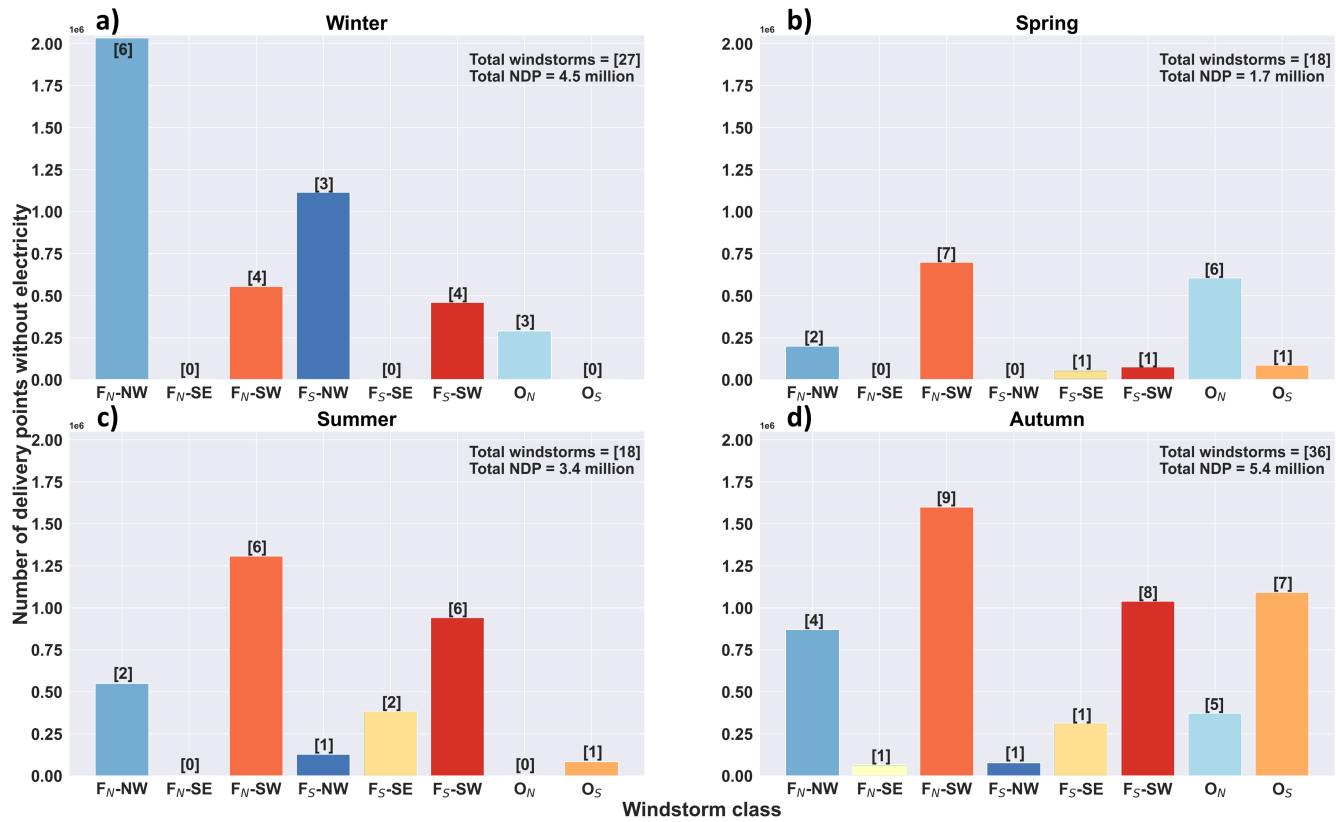 Number of delivery points without electricity
a)
Winter
1e6
Total windstorms = [27]
Total NDP = 4.5 million
2.00
1.75
1.50
1.25
1.00
0.75
0.50
0.25
0.00
[6]
[0]
[4]
[3]
[0]
[4]
[3]
[0]
F_N-NW F_N-SE F_N-SW F_S-NW F_S-SE F_S-SW O_N O_S
b)
Spring
1e6
Total windstorms = [18]
Total NDP = 1.7 million
2.00
1.75
1.50
1.25
1.00
0.75
0.50
0.25
0.00
[2]
[0]
[7]
[0]
[1]
[1]
[6]
[1]
F_N-NW F_N-SE F_N-SW F_S-NW F_S-SE F_S-SW O_N O_S
c)
Summer
1e6
Total windstorms = [18]
Total NDP = 3.4 million
2.00
1.75
1.50
1.25
1.00
0.75
0.50
0.25
0.00
[2]
[0]
[6]
[1]
[2]
[6]
[0]
[1]
F_N-NW F_N-SE F_N-SW F_S-NW F_S-SE F_S-SW O_N O_S
d)
Autumn
1e6
Total windstorms = [36]
Total NDP = 5.4 million
2.00
1.75
1.50
1.25
1.00
0.75
0.50
0.25
0.00
[4]
[1]
[9]
[1]
[1]
[8]
[5]
[7]
F_N-NW F_N-SE F_N-SW F_S-NW F_S-SE F_S-SW O_N O_S
Windstorm class